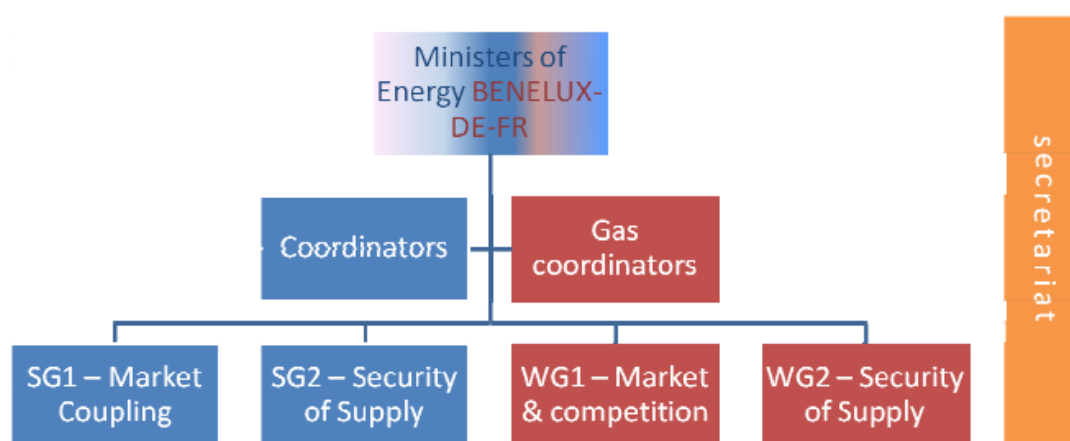 Ministers of
Energy BENELUX-
DE-FR
Coordinators
Gas
coordinators
SG1 – Market
Coupling
SG2 – Security
of Supply
WG1 – Market
& competition
WG2 – Security
of Supply
secretariat